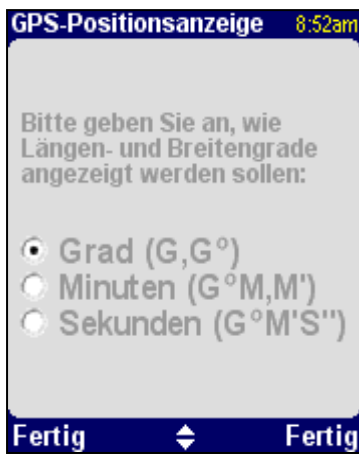 GPS-Positionsanzeige 8:52am
Bitte geben Sie an, wie
Längen- und Breitengrade
angezeigt werden sollen:
Grad (G,G°)
Minuten (G°M,M')
Sekunden (G°M'S'')
Fertig Fertig